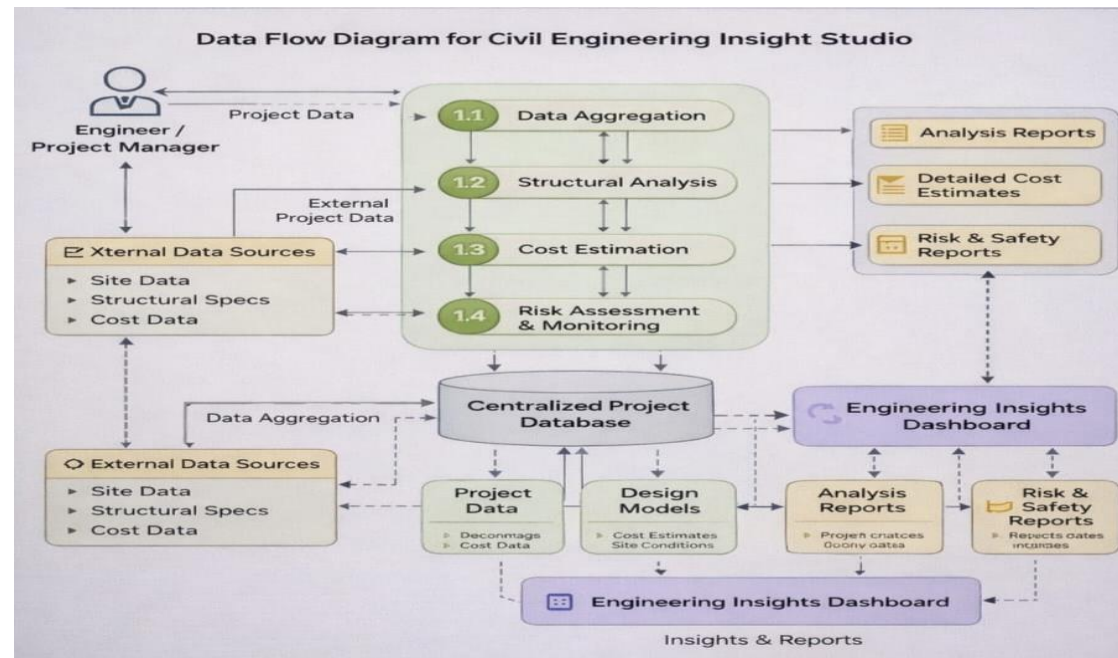 Data Flow Diagram for Civil Engineering Insight Studio
Engineer /
Project Manager
Project Data
1.1 Data Aggregation
1.2 Structural Analysis
1.3 Cost Estimation
1.4 Risk Assessment
& Monitoring
External
Project Data
Analysis Reports
Detailed Cost
Estimates
Risk & Safety
Reports
Xternal Data Sources
Site Data
Structural Specs
Cost Data
Data Aggregation
Centralized Project
Database
Engineering Insights
Dashboard
External Data Sources
Site Data
Structural Specs
Cost Data
Project
Data
Deconmags
Cost Data
Design
Models
Cost Estimates
Site Conditions
Analysis
Reports
Risk &
Safety
Reports
Engineering Insights Dashboard
Insights & Reports